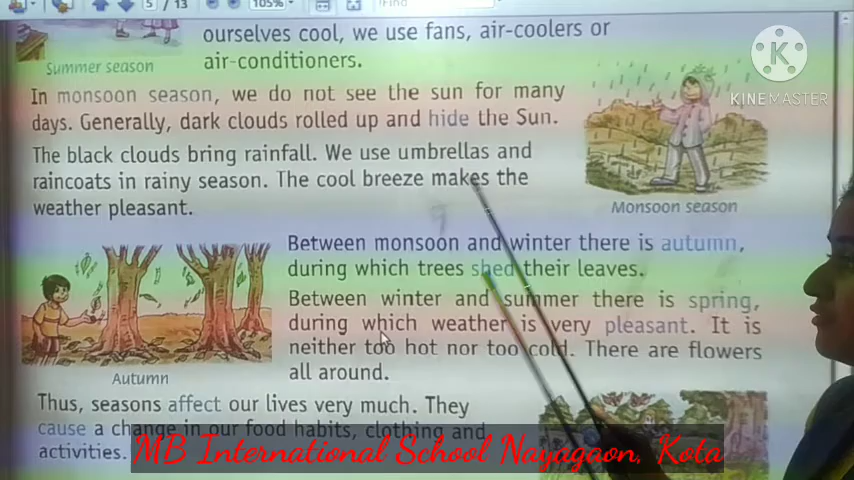 5 / 13
105%
Find
ourselves cool, we use fans, air-coolers or
air-conditioners.
Summer season
KINEMASTER
In monsoon season, we do not see the sun for many
days. Generally, dark clouds rolled up and hide the Sun.
The black clouds bring rainfall. We use umbrellas and
raincoats in rainy season. The cool breeze makes the
weather pleasant.
Monsoon season
Between monsoon and winter there is autumn,
during which trees shed their leaves.
Between winter and summer there is spring,
during which weather is very pleasant. It is
neither too hot nor too cold. There are flowers
all around.
Autumn
Thus, seasons affect our lives very much. They
cause a change in our food habits, clothing and
activities.
MB International School Nayagaon, Kota